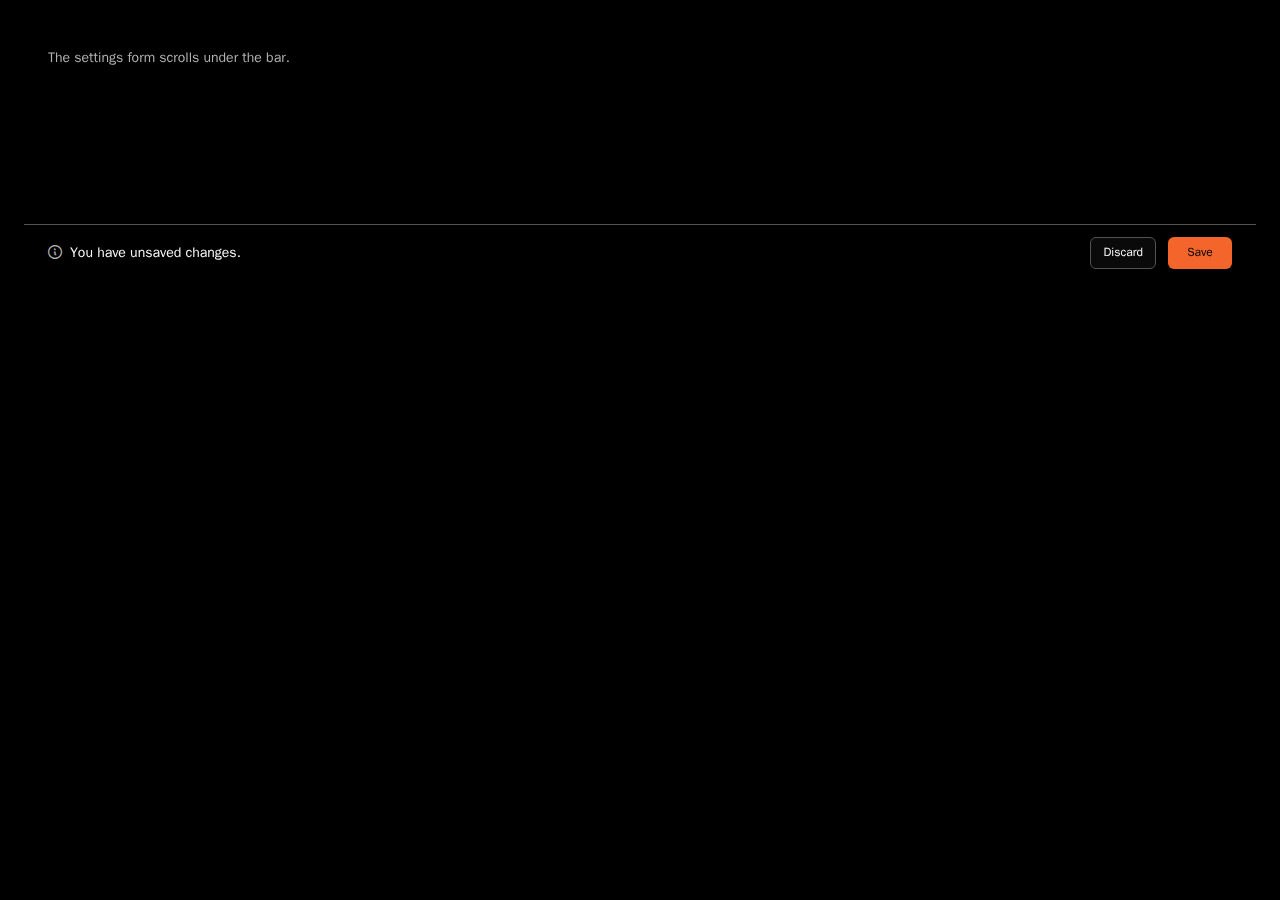 The settings form scrolls under the bar.
You have unsaved changes.
Discard
Save